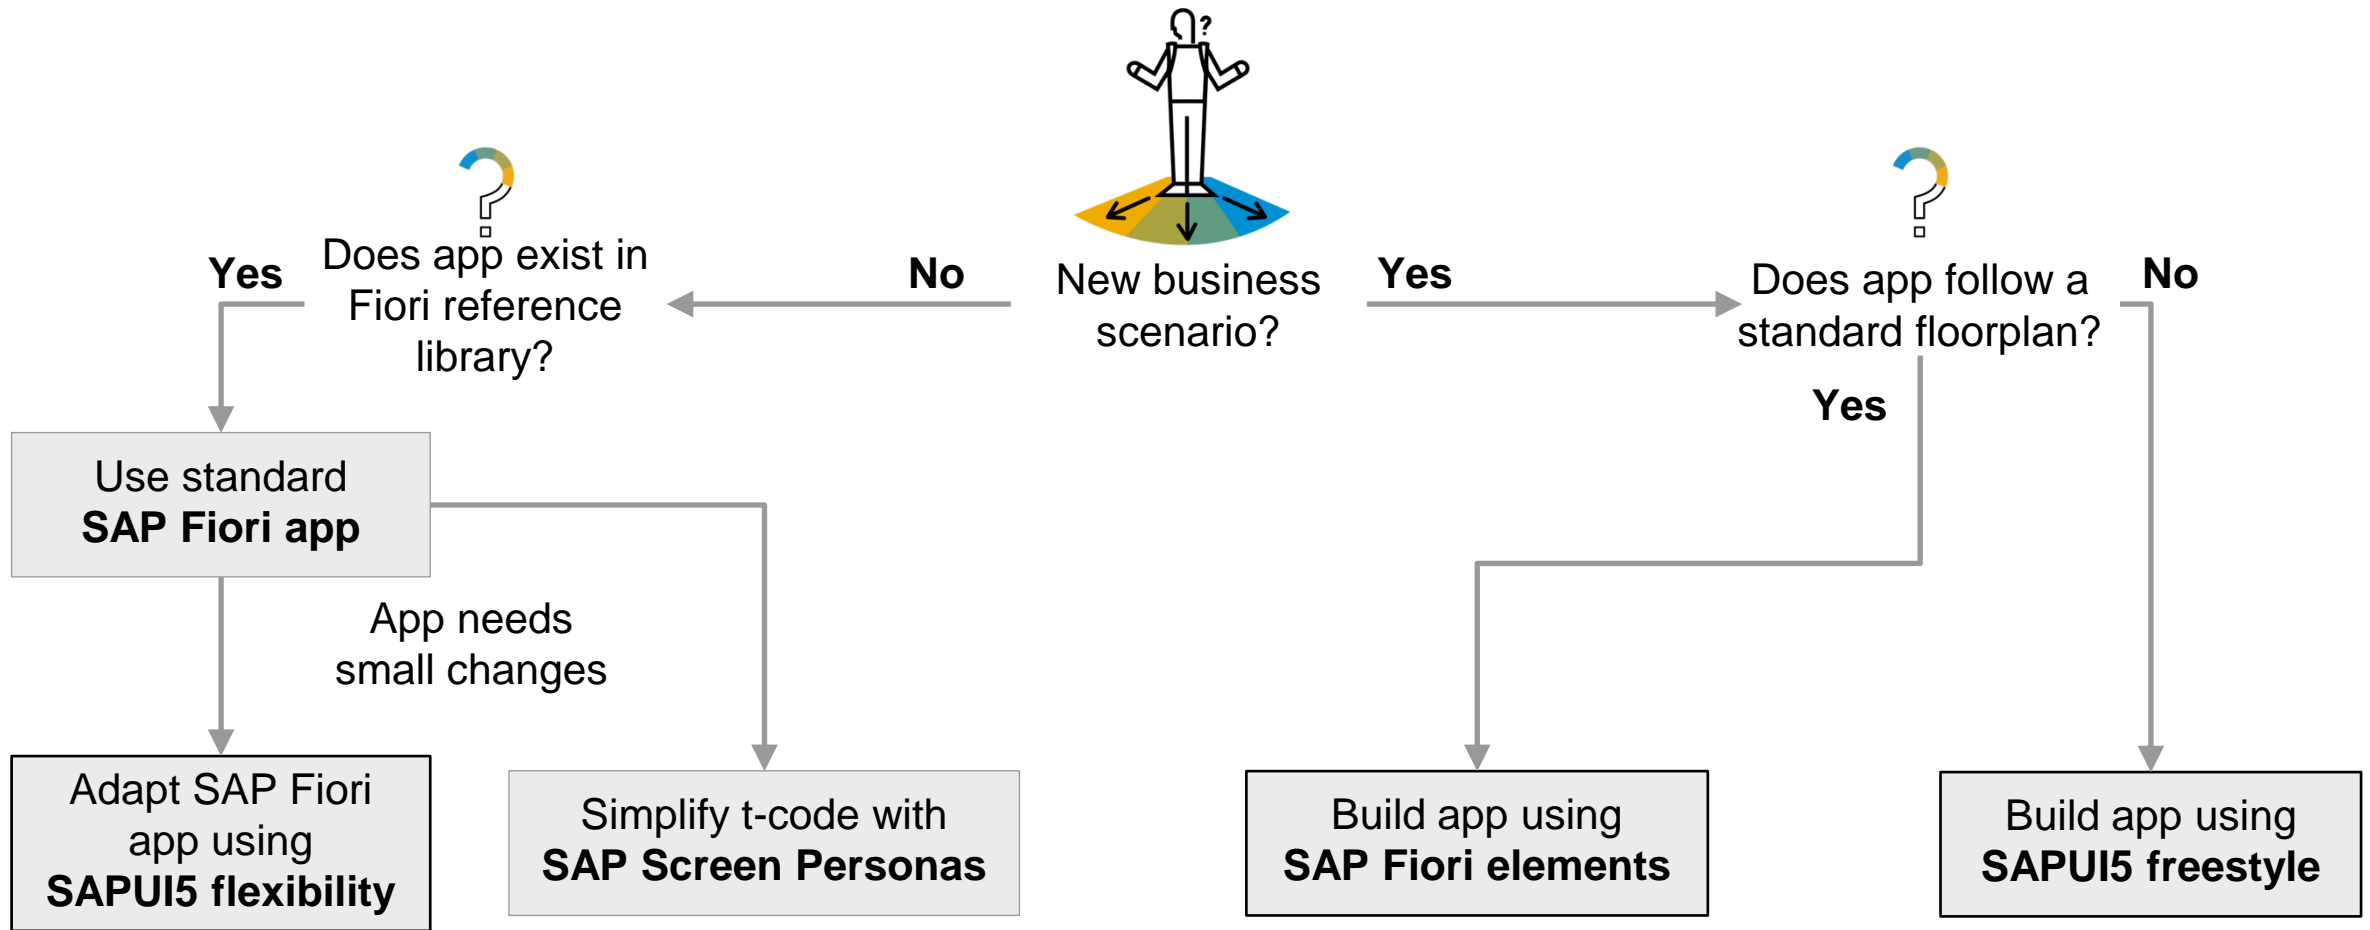 ?
Does app exist in
Fiori reference
library?
Yes
No
New business
scenario?
Yes
Does app follow a
standard floorplan?
No
Yes
Use standard
SAP Fiori app
App needs
small changes
Adapt SAP Fiori
app using
SAPUI5 flexibility
Simplify t-code with
SAP Screen Personas
Build app using
SAP Fiori elements
Build app using
SAPUI5 freestyle